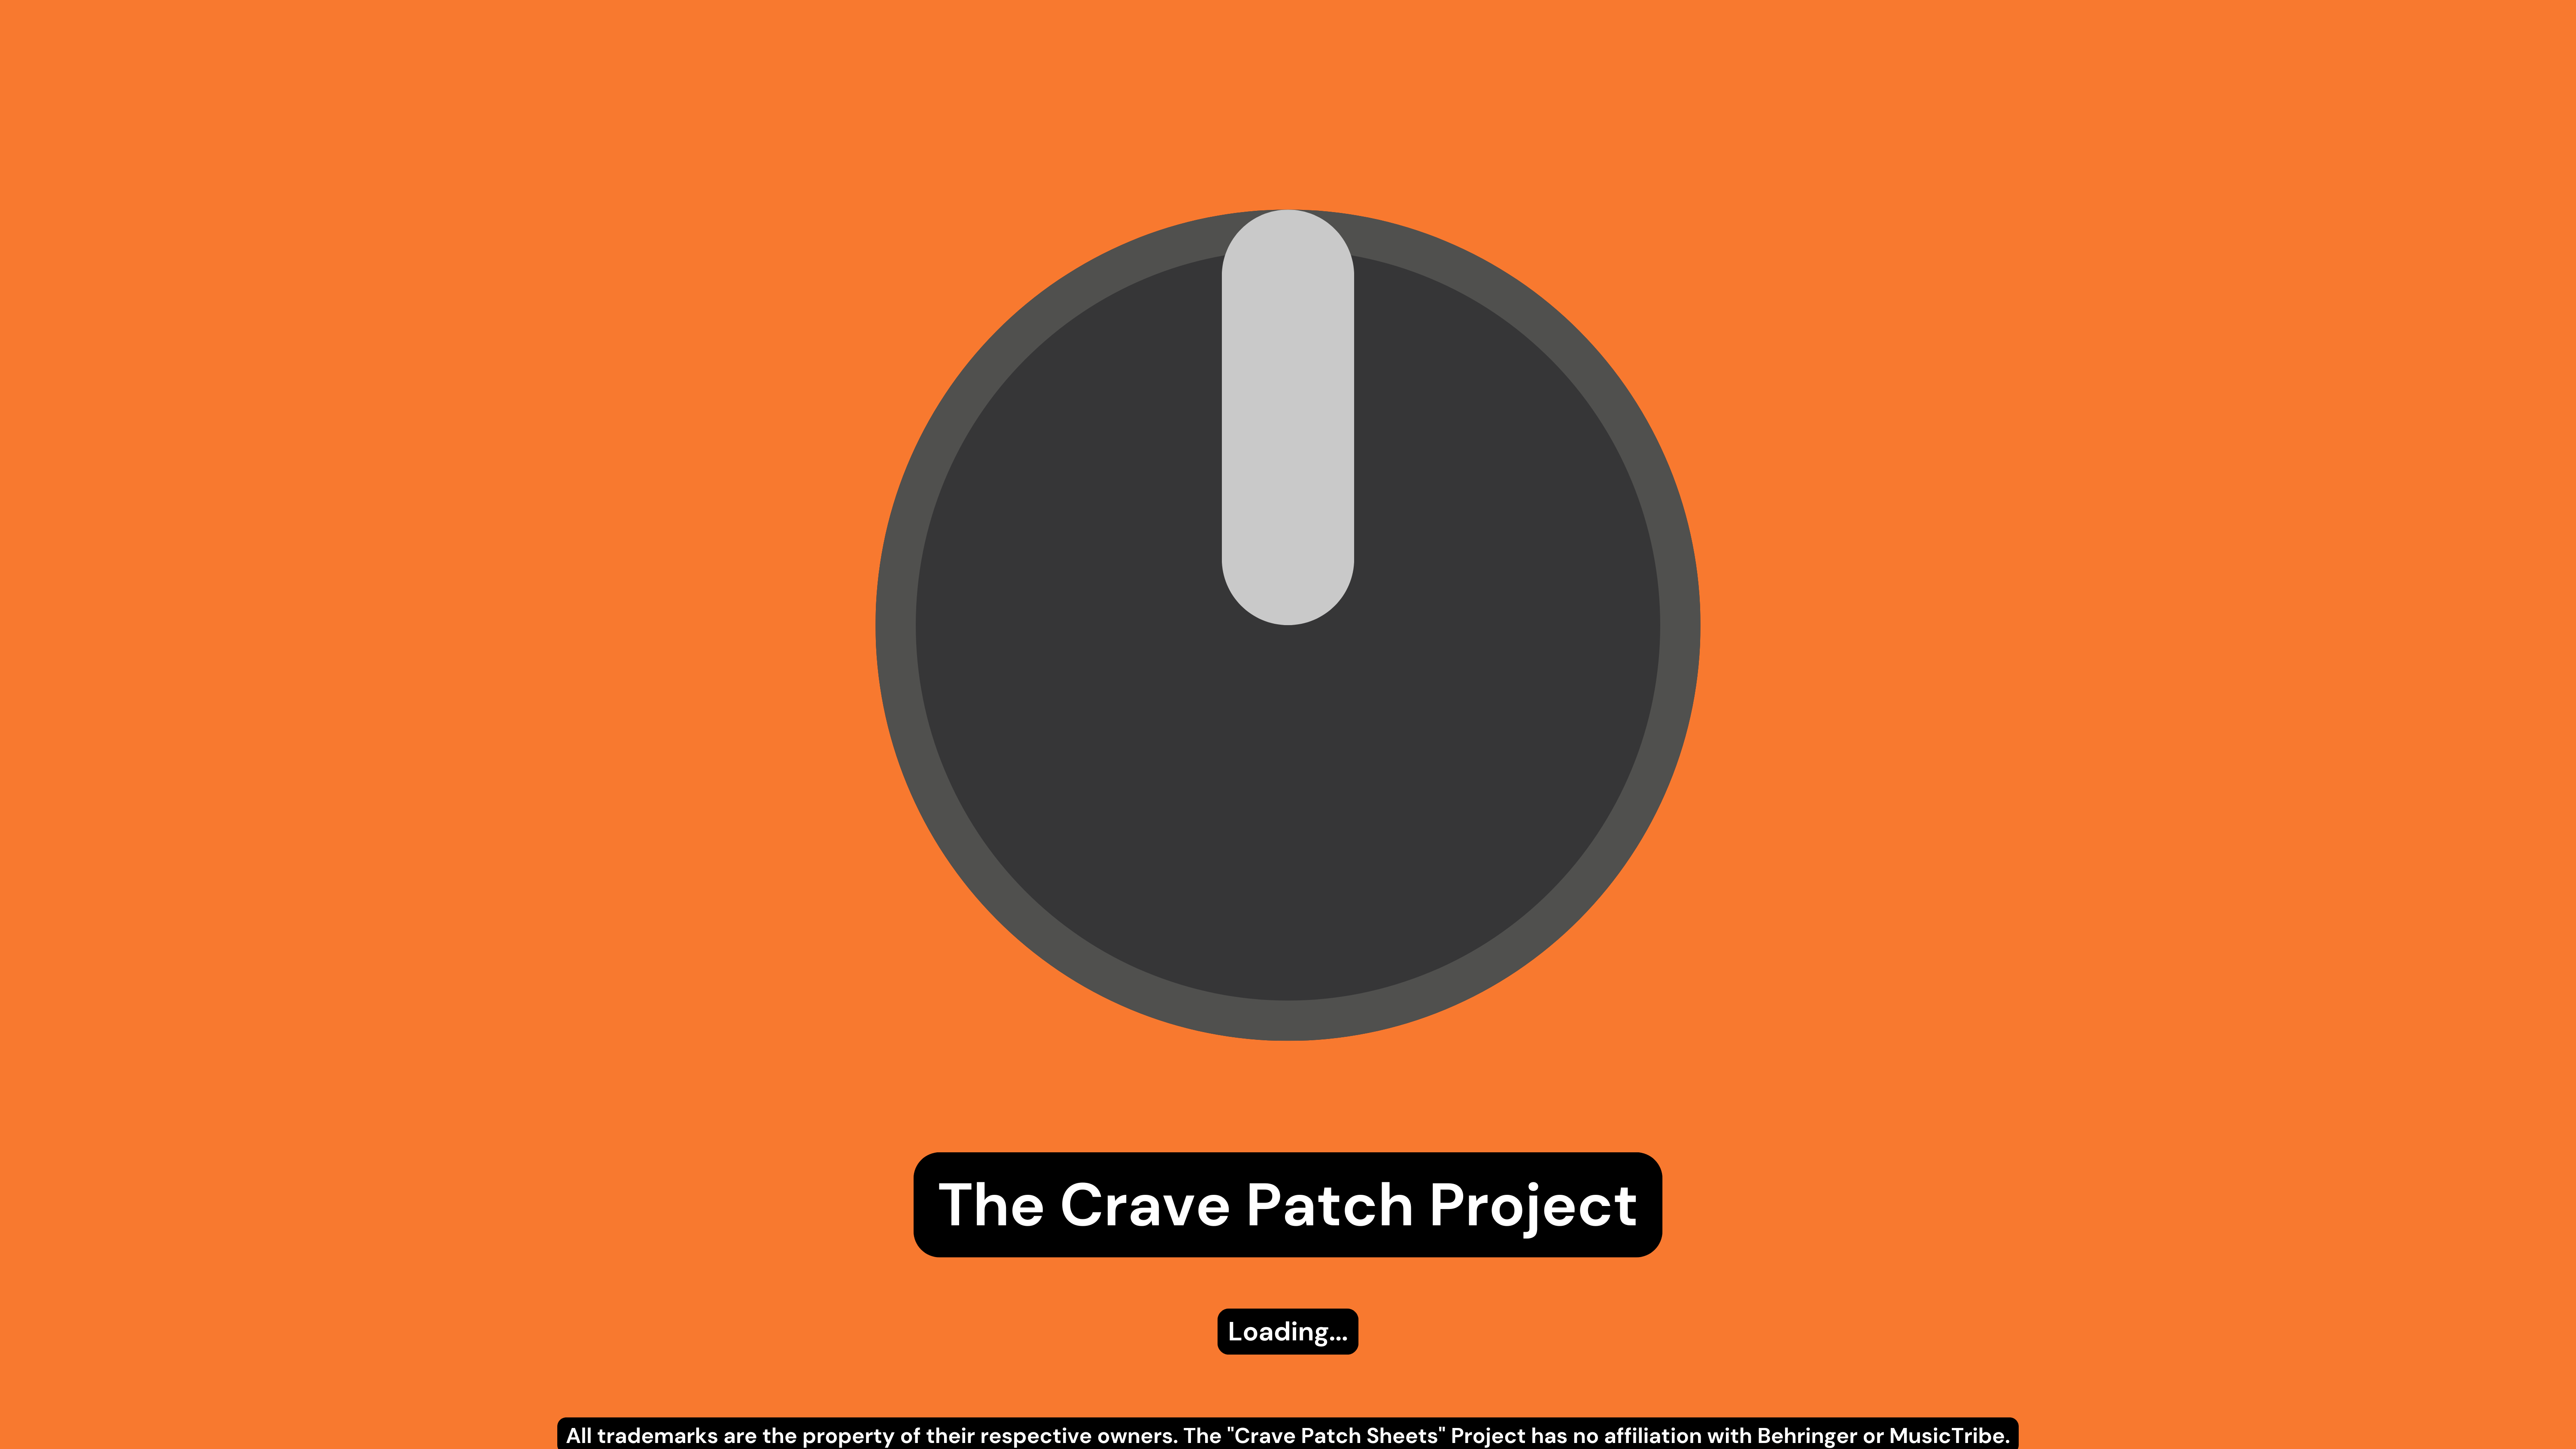 The Crave Patch Project
Loading...
All trademarks are the property of their respective owners. The "Crave Patch Sheets" Project has no affiliation with Behringer or MusicTribe.